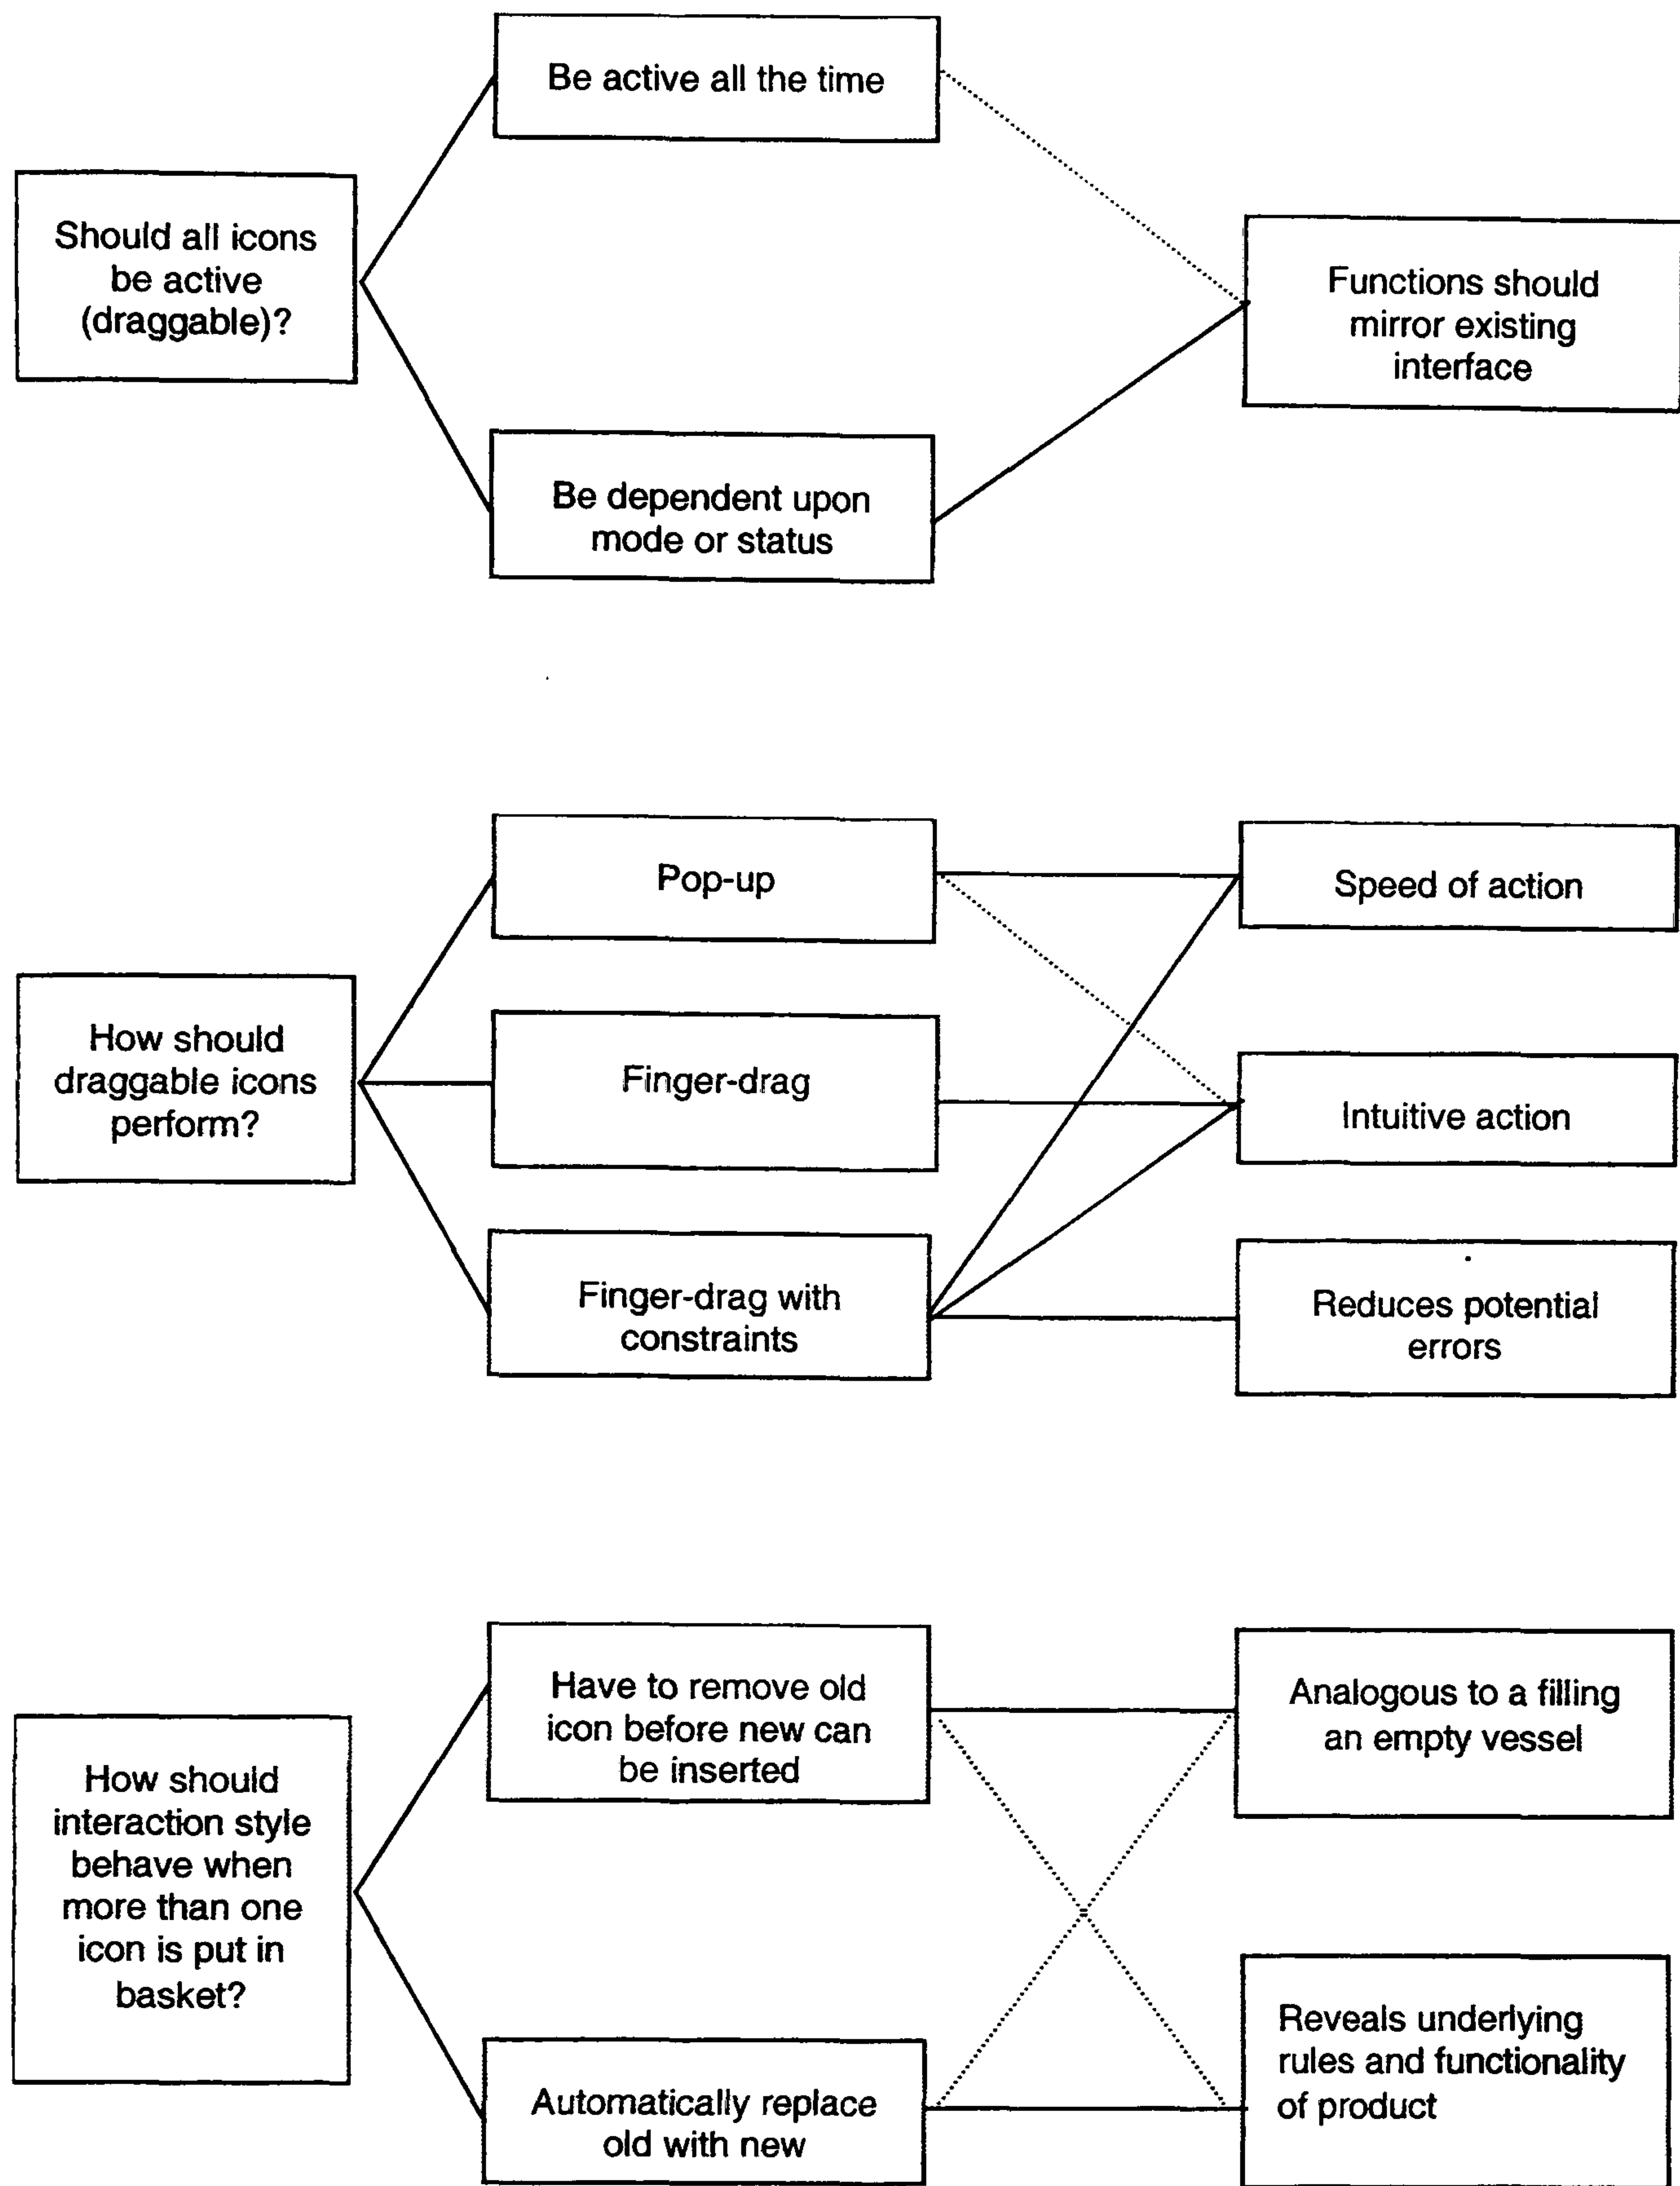 Should all icons
be active
(draggable)?
Be active all the time
Be dependent upon
mode or status
Functions should
mirror existing
interface
How should
draggable icons
perform?
Pop-up
Finger-drag
Finger-drag with
constraints
Speed of action
Intuitive action
Reduces potential
errors
How should
interaction style
behave when
more than one
icon is put in
basket?
Have to remove old
icon before new can
be inserted
Automatically replace
old with new
Analogous to a filling
an empty vessel
Reveals underlying
rules and functionality
of product